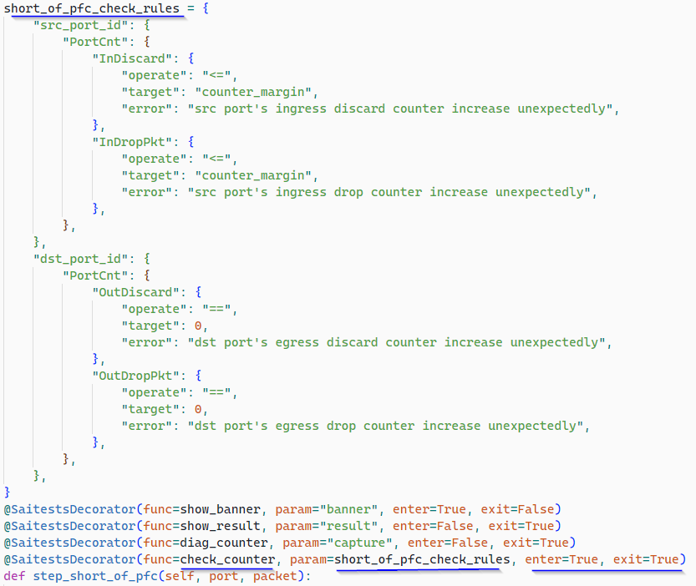 short_of_pfc_check_rules = {
    "src_port_id": {
        "PortCnt": {
            "InDiscard": {
                "operate": "<=",
                "target": "counter_margin",
                "error": "src port's ingress discard counter increase unexpectedly",
            },
            "InDropPkt": {
                "operate": "<=",
                "target": "counter_margin",
                "error": "src port's ingress drop counter increase unexpectedly",
            },
        },
    },
    "dst_port_id": {
        "PortCnt": {
            "OutDiscard": {
                "operate": "==",
                "target": 0,
                "error": "dst port's egress discard counter increase unexpectedly",
            },
            "OutDropPkt": {
                "operate": "==",
                "target": 0,
                "error": "dst port's egress drop counter increase unexpectedly",
            },
        },
    },
}
@SaitestsDecorator(func=show_banner, param="banner", enter=True, exit=False)
@SaitestsDecorator(func=show_result, param="result", enter=False, exit=True)
@SaitestsDecorator(func=diag_counter, param="capture", enter=False, exit=True)
@SaitestsDecorator(func=check_counter, param=short_of_pfc_check_rules, enter=True, exit=True)
def step_short_of_pfc(self, port, packet):